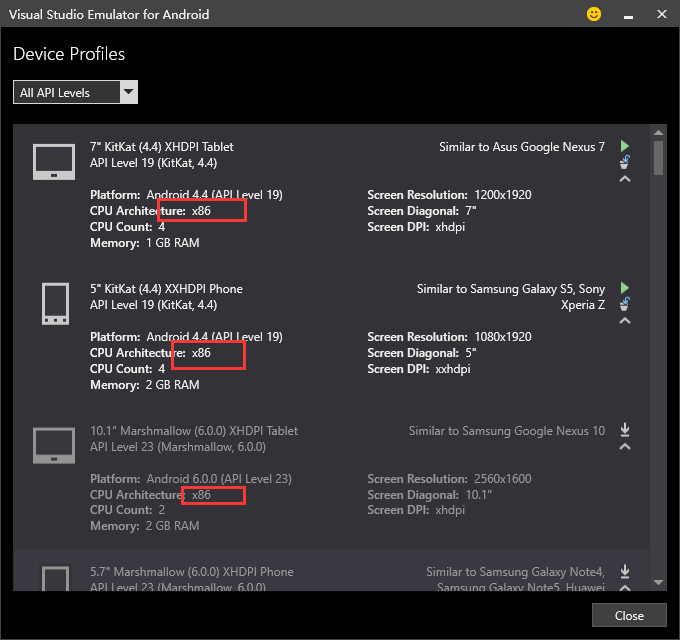 Visual Studio Emulator for Android
Device Profiles
All API Levels
7" KitKat (4.4) XHDPI Tablet
Similar to Asus Google Nexus 7
API Level 19 (KitKat, 4.4)
Platform: Android 4.4 (API Level 19)
Screen Resolution: 1200x1920
CPU Architecture: x86
Screen Diagonal: 7"
CPU Count: 4
Screen DPI: xhdpi
Memory: 1 GB RAM
5" KitKat (4.4) XXHDPI Phone
Similar to Samsung Galaxy S5, Sony
API Level 19 (KitKat, 4.4)
Xperia Z
Platform: Android 4.4 (API Level 19)
Screen Resolution: 1080x1920
CPU Architecture: x86
Screen Diagonal: 5"
CPU Count: 4
Screen DPI: xxhdpi
Memory: 2 GB RAM
10.1" Marshmallow (6.0.0) XHDPI Tablet
Similar to Samsung Google Nexus 10
API Level 23 (Marshmallow, 6.0.0)
Platform: Android 6.0.0 (API Level 23)
Screen Resolution: 2560x1600
CPU Architecture: x86
Screen Diagonal: 10.1"
CPU Count: 2
Screen DPI: xhdpi
Memory: 2 GB RAM
5.7" Marshmallow (6.0.0) XHDPI Phone
Similar to Samsung Galaxy Note4,
API Level 23 (Marshmallow, 6.0.0)
Samsung Galaxy Note5, Huawei
Close